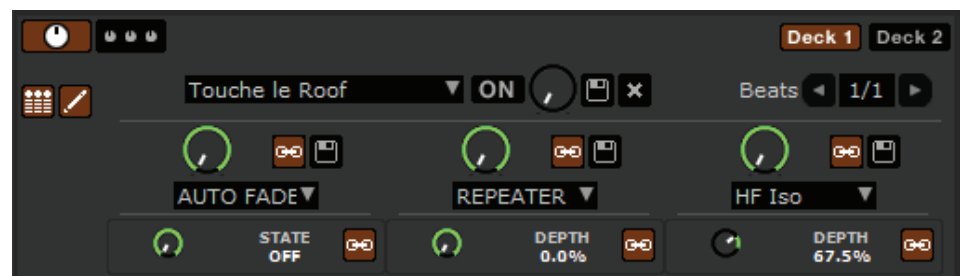 Deck 1 Deck 2
Touche le Roof ON Beats 1/1
AUTO FADE REPEATER HF Iso
STATE DEPTH DEPTH
OFF 0.0% 67.5%